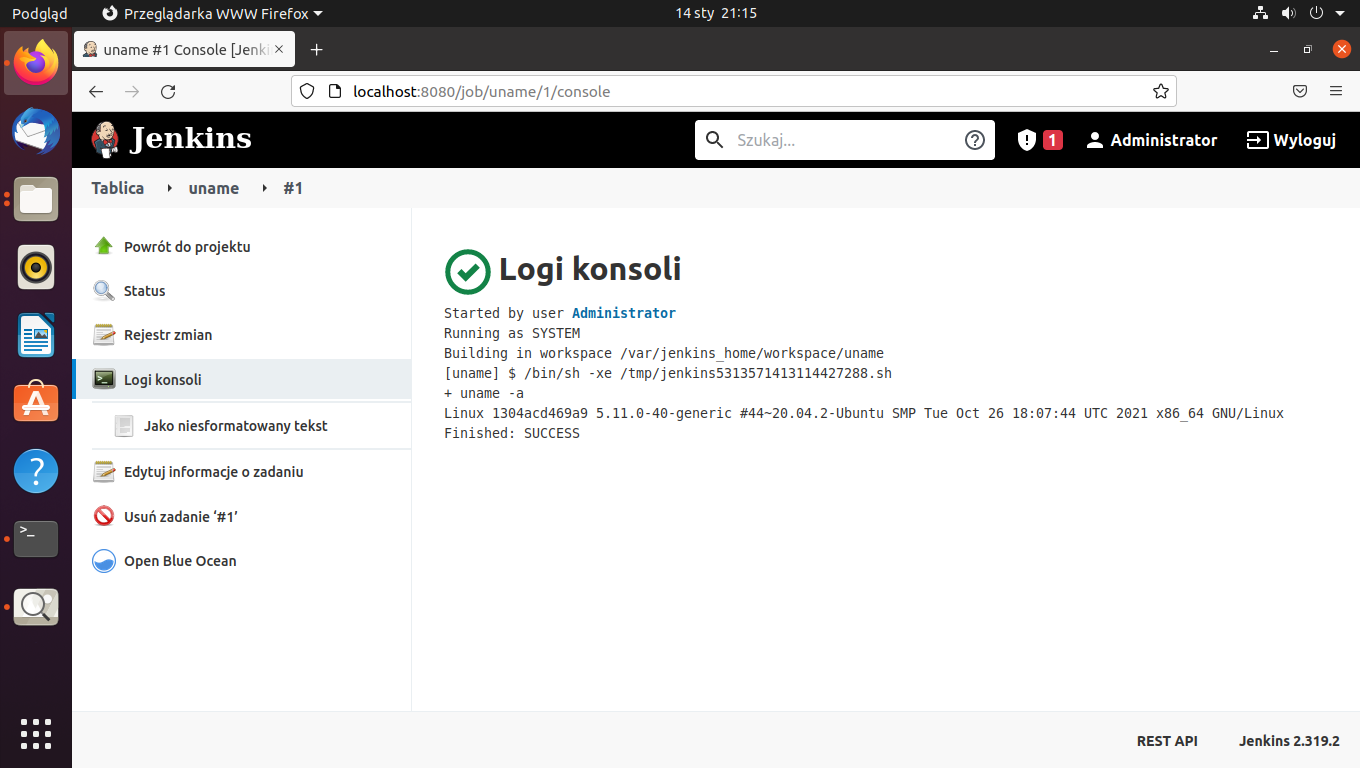 Podgląd
Przeglądarka WWW Firefox
14 sty 21:15
uname #1 Console [Jenki
localhost:8080/job/uname/1/console
Jenkins
Szukaj...
1
Administrator
Wyloguj
Tablica
uname
#1
Powrót do projektu
Status
Rejestr zmian
Logi konsoli
Jako niesformatowany tekst
Edytuj informacje o zadaniu
Usuń zadanie ‘#1’
Open Blue Ocean
Logi konsoli
Started by user Administrator
Running as SYSTEM
Building in workspace /var/jenkins_home/workspace/uname
[uname] $ /bin/sh -xe /tmp/jenkins5313571413114427288.sh
+ uname -a
Linux 1304acd469a9 5.11.0-40-generic #44~20.04.2-Ubuntu SMP Tue Oct 26 18:07:44 UTC 2021 x86_64 GNU/Linux
Finished: SUCCESS
REST API
Jenkins 2.319.2